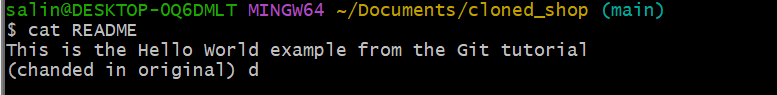 salin@DESKTOP-0Q6DMLT MINGW64 ~/Documents/cloned_shop (main)
$ cat README
This is the Hello World example from the Git tutorial
(chanded in original) d